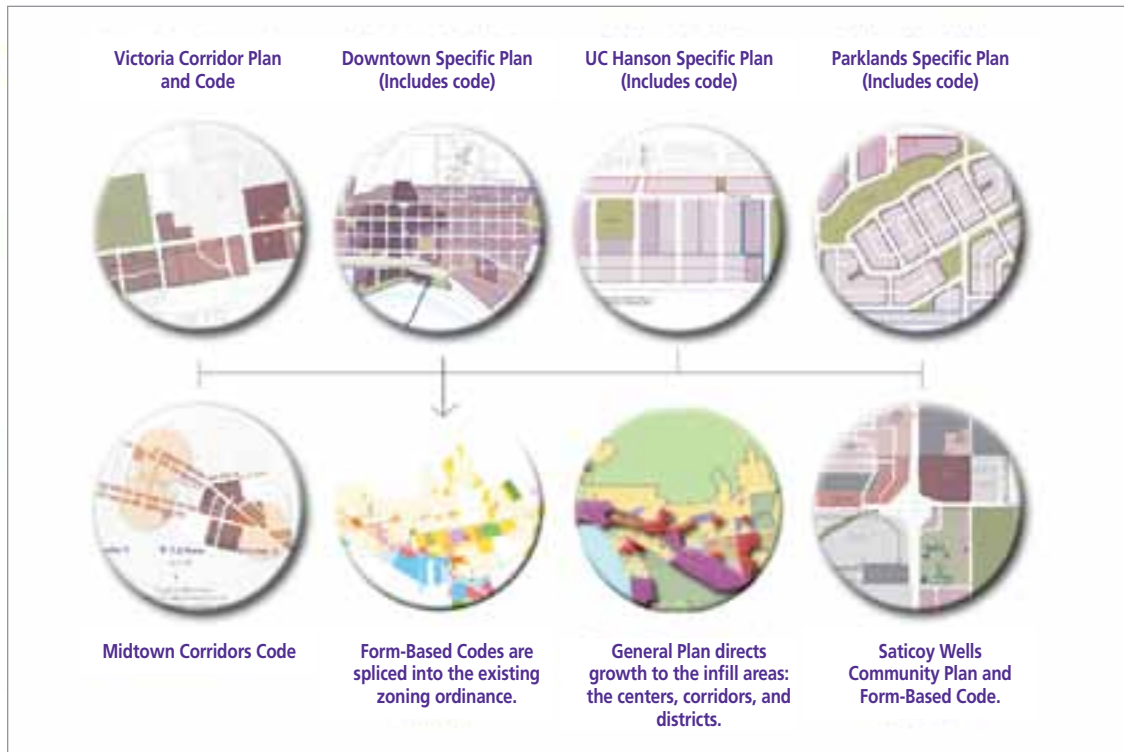 Victoria Corridor Plan
and Code
Downtown Specific Plan
(Includes code)
UC Hanson Specific Plan
(Includes code)
Parklands Specific Plan
(Includes code)
Midtown Corridors Code
Form-Based Codes are
spliced into the existing
zoning ordinance.
General Plan directs
growth to the infill areas:
the centers, corridors, and
districts.
Saticoy Wells
Community Plan and
Form-Based Code.